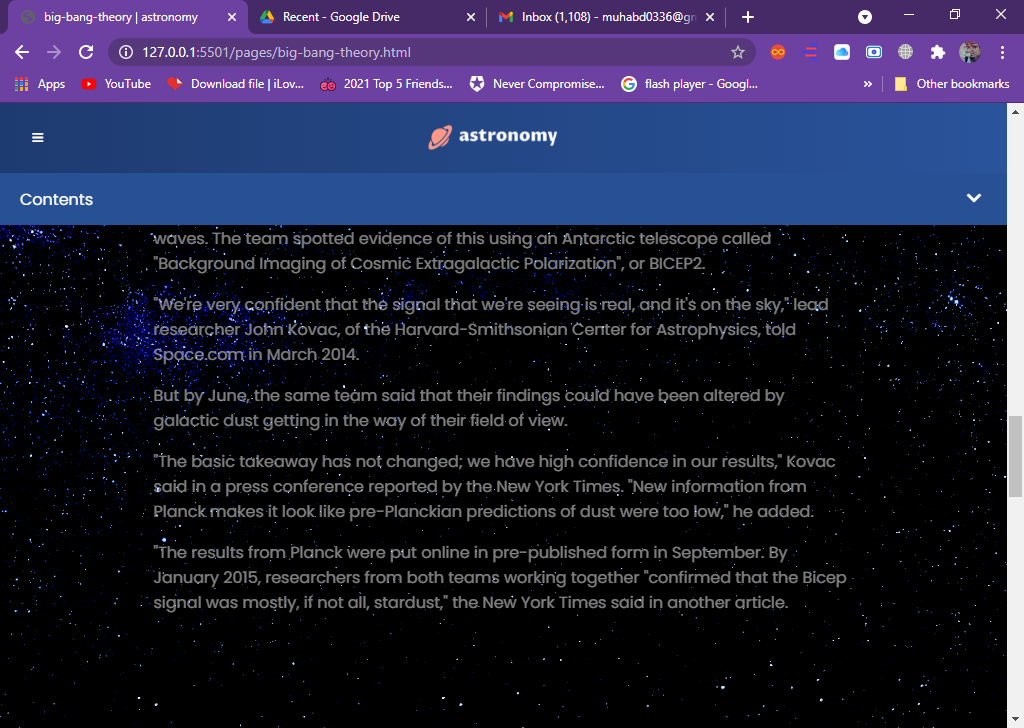 big-bang-theory | astronomy
Recent - Google Drive
Inbox (1,108) - muhabd0336@gm
127.0.0.1:5501/pages/big-bang-theory.html
Apps
YouTube
Download file | iLov...
2021 Top 5 Friends...
Never Compromise...
flash player - Googl...
»
Other bookmarks
astronomy
Contents
waves. The team spotted evidence of this using an Antarctic telescope called
"Background Imaging of Cosmic Extragalactic Polarization", or BICEP2.
"We're very confident that the signal that we're seeing is real, and it's on the sky," lead
researcher John Kovac, of the Harvard-Smithsonian Center for Astrophysics, told
Space.com in March 2014.
But by June, the same team said that their findings could have been altered by
galactic dust getting in the way of their field of view.
"The basic takeaway has not changed; we have high confidence in our results," Kovac
said in a press conference reported by the New York Times. "New information from
Planck makes it look like pre-Planckian predictions of dust were too low," he added.
"The results from Planck were put online in pre-published form in September. By
January 2015, researchers from both teams working together "confirmed that the Bicep
signal was mostly, if not all, stardust," the New York Times said in another article.